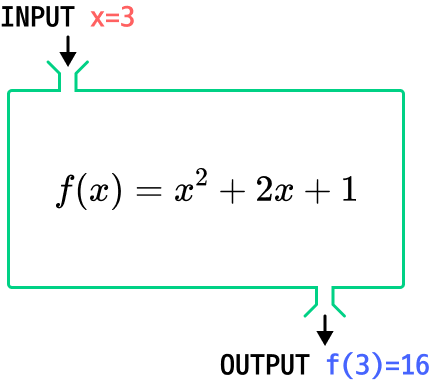 INPUT x=3
f(x) = x² + 2x + 1
OUTPUT f(3)=16